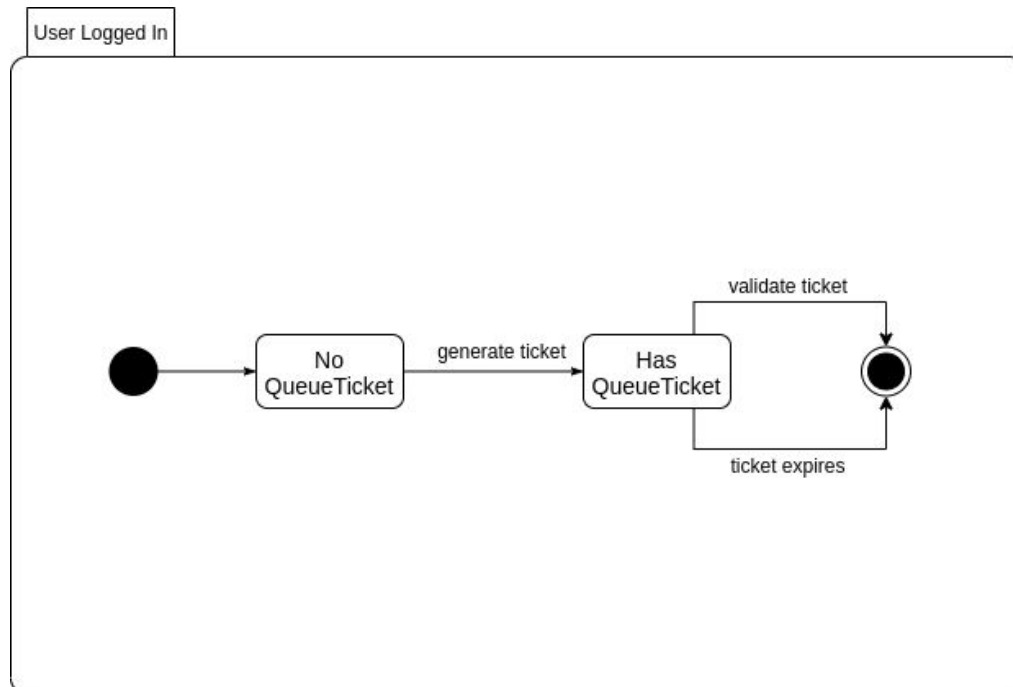 User Logged In
validate ticket
generate ticket
No
QueueTicket
Has
QueueTicket
ticket expires